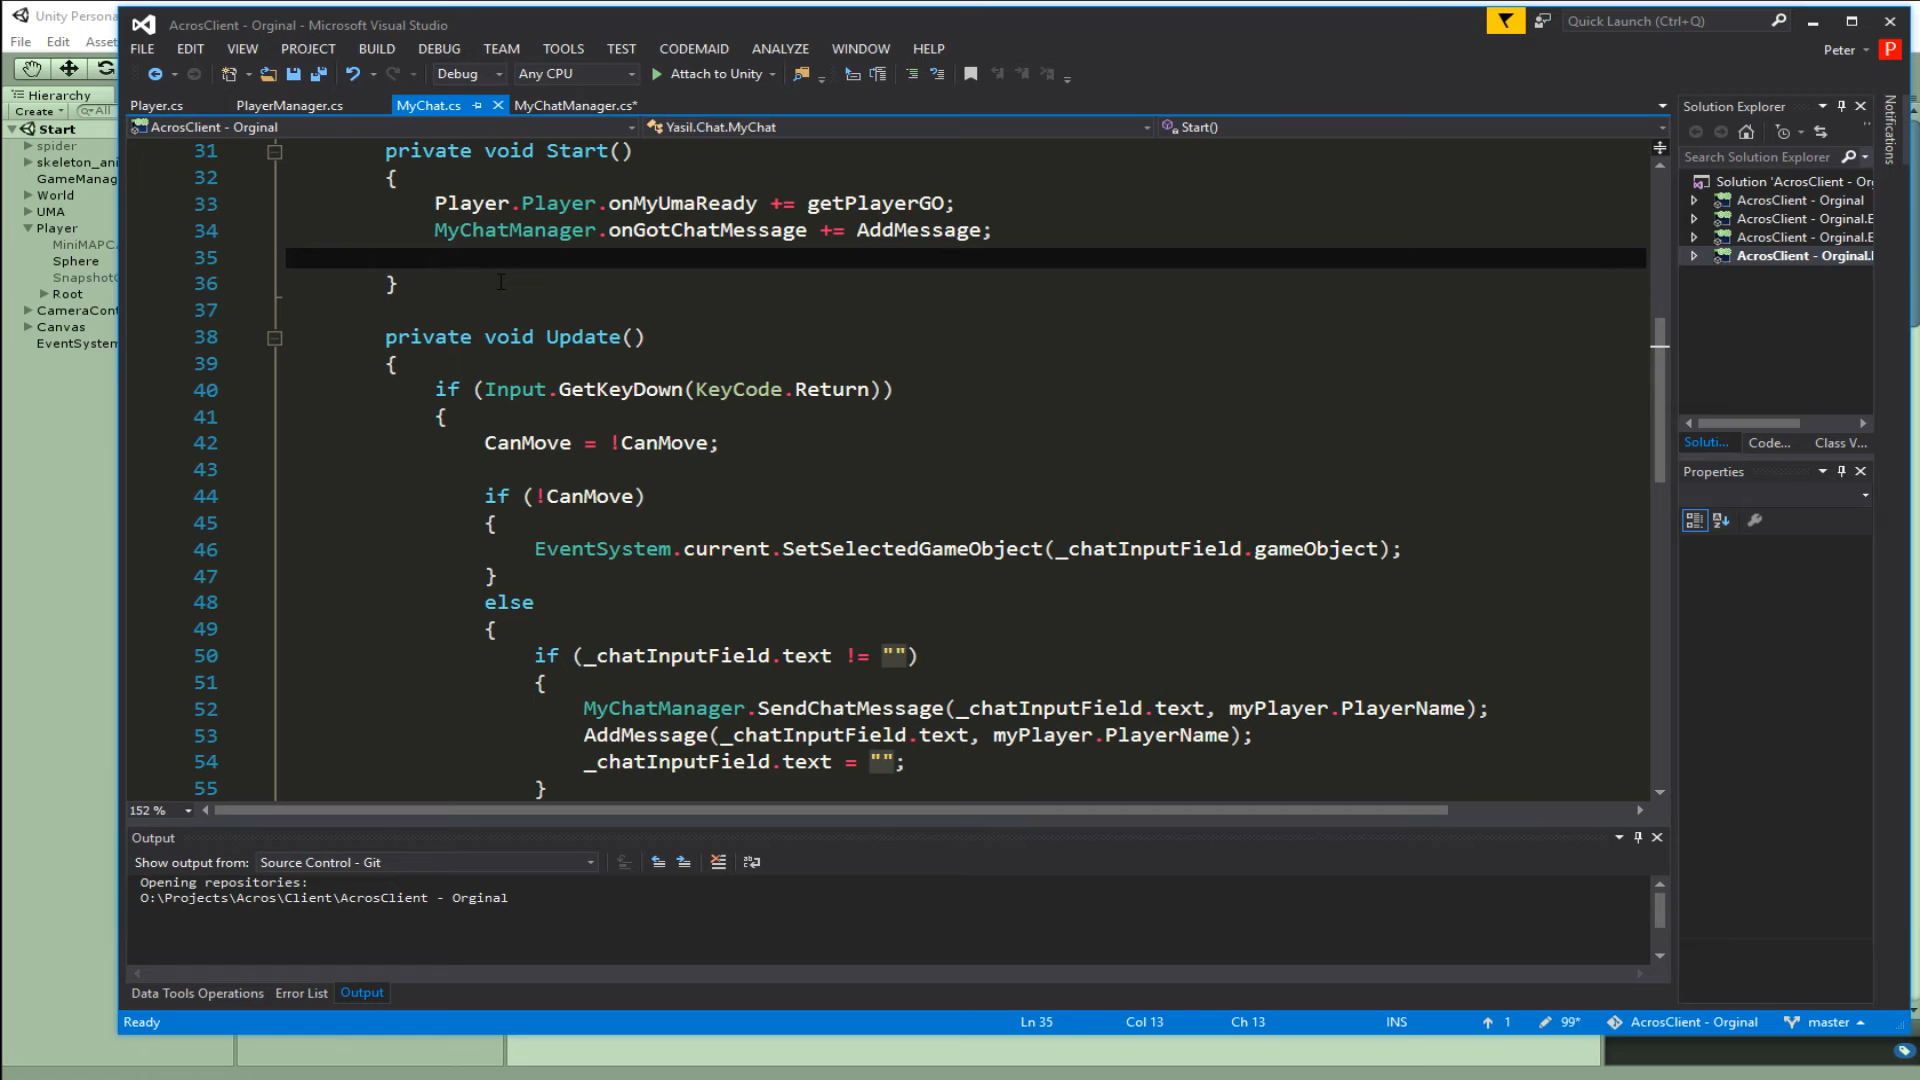 Unity Persona
AcrosClient - Orginal - Microsoft Visual Studio
Quick Launch (Ctrl+Q)
File Edit Asset
FILE EDIT VIEW PROJECT BUILD DEBUG TEAM TOOLS TEST CODEMAID ANALYZE WINDOW HELP
Peter P
Debug Any CPU Attach to Unity
Hierarchy
Create All
Player.cs PlayerManager.cs MyChat.cs MyChatManager.cs*
AcrosClient - Orginal Yasil.Chat.MyChat Start()
Start
spider
skeleton_ani
GameManag
World
UMA
Player
MiniMAPC
Sphere
Snapshot
Root
CameraCont
Canvas
EventSystem
31 private void Start()
32 {
33 Player.Player.onMyUmaReady += getPlayerGO;
34 MyChatManager.onGotChatMessage += AddMessage;
35
36 }
37
38 private void Update()
39 {
40 if (Input.GetKeyDown(KeyCode.Return))
41 {
42 CanMove = !CanMove;
43
44 if (!CanMove)
45 {
46 EventSystem.current.SetSelectedGameObject(_chatInputField.gameObject);
47 }
48 else
49 {
50 if (_chatInputField.text != "")
51 {
52 MyChatManager.SendChatMessage(_chatInputField.text, myPlayer.PlayerName);
53 AddMessage(_chatInputField.text, myPlayer.PlayerName);
54 _chatInputField.text = "";
55 }
152 %
Solution Explorer
Search Solution Explorer
Solution 'AcrosClient - Or
AcrosClient - Orginal
AcrosClient - Orginal.E
AcrosClient - Orginal.E
AcrosClient - Orginal.
Soluti... Code... Class V...
Properties
Notifications
Output
Show output from: Source Control - Git
Opening repositories:
O:\Projects\Acros\Client\AcrosClient - Orginal
Data Tools Operations Error List Output
Ready Ln 35 Col 13 Ch 13 INS 1 99* AcrosClient - Orginal master